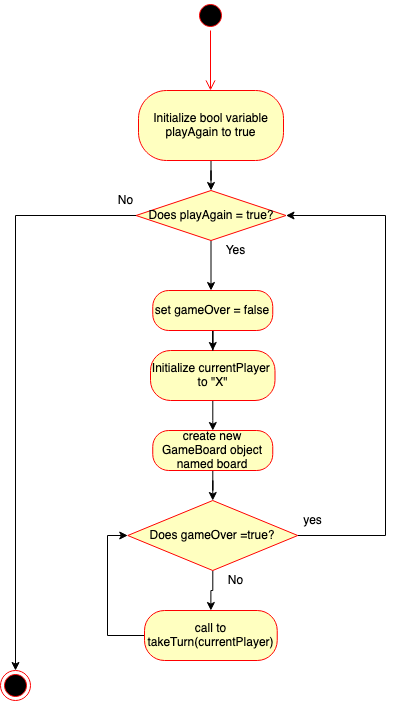 Initialize bool variable
playAgain to true
No
Does playAgain = true?
Yes
set gameOver = false
Initialize currentPlayer
to "X"
create new
GameBoard object
named board
yes
Does gameOver =true?
No
call to
takeTurn(currentPlayer)